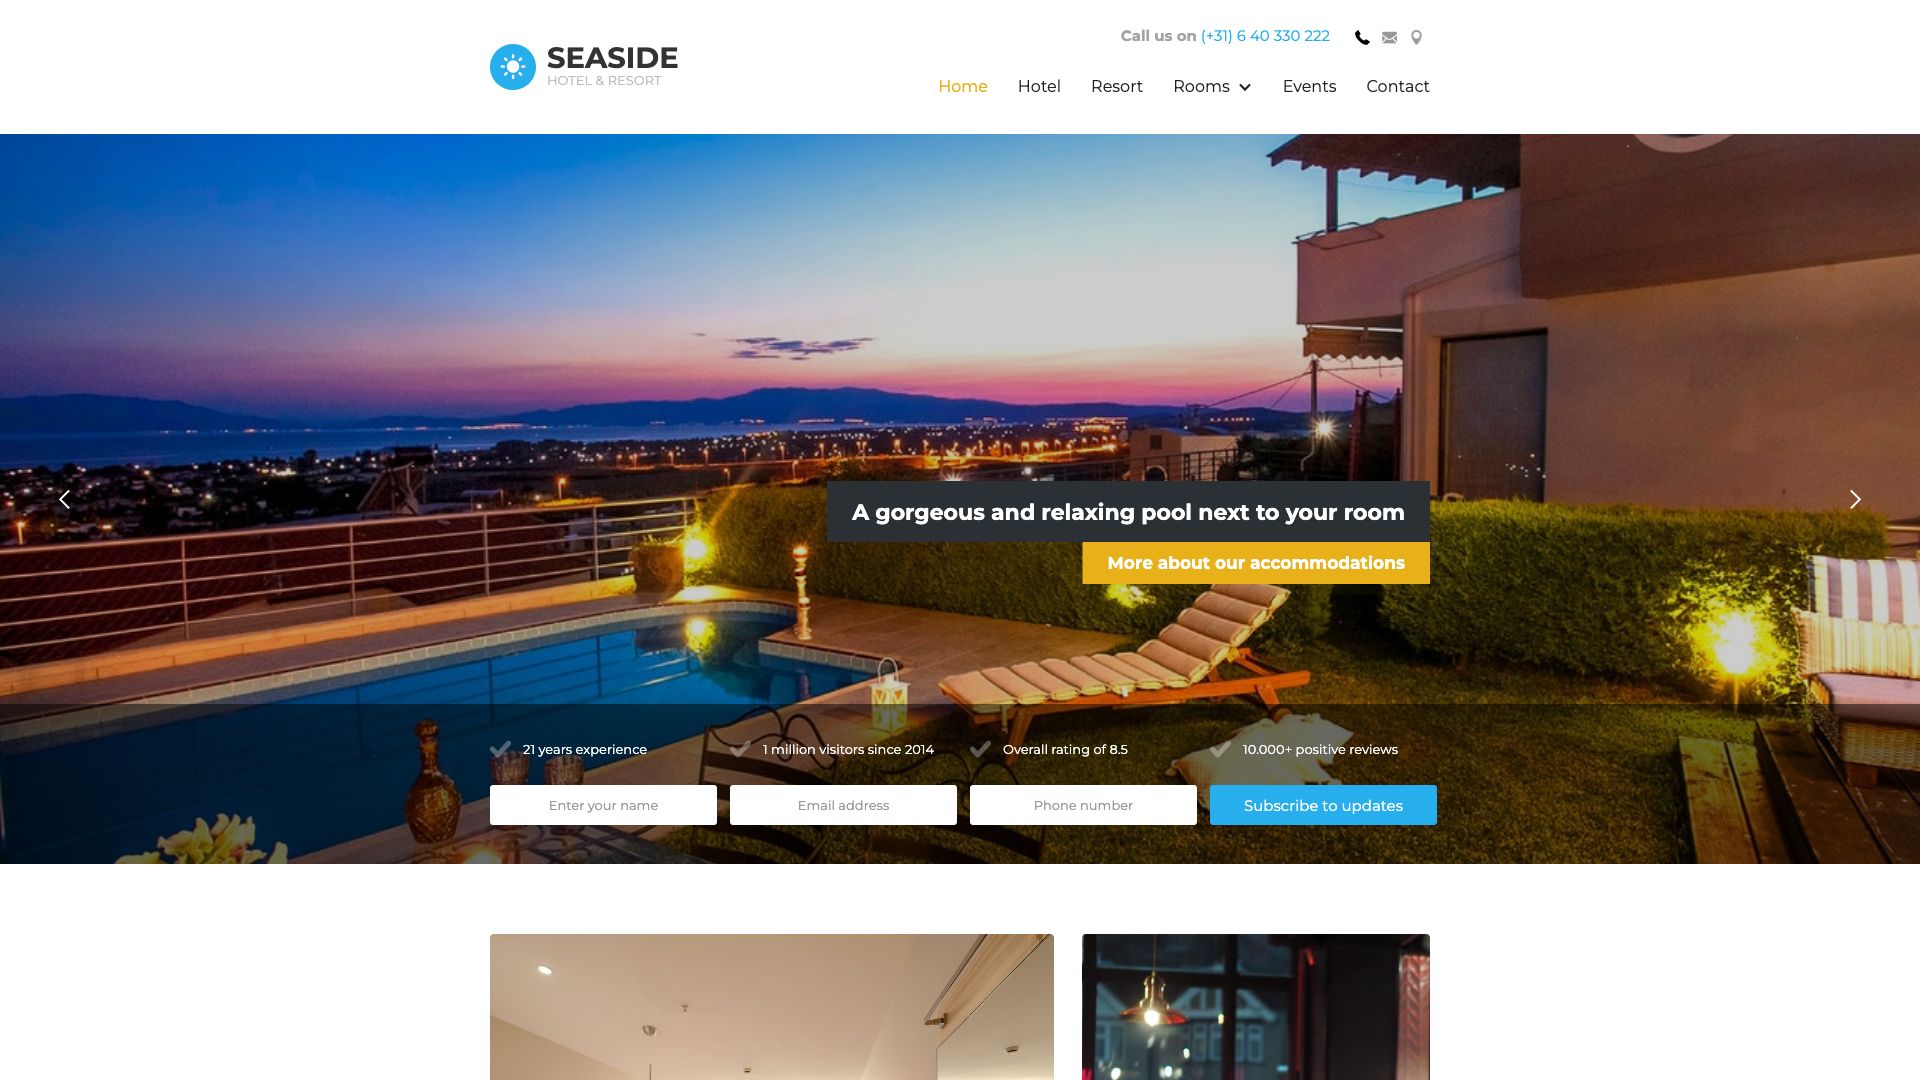 SEASIDE
HOTEL & RESORT
Call us on (+31) 6 40 330 222
Home
Hotel
Resort
Rooms
Events
Contact
A gorgeous and relaxing pool next to your room
More about our accommodations
21 years experience
1 million visitors since 2014
Overall rating of 8.5
10.000+ positive reviews
Enter your name
Email address
Phone number
Subscribe to updates